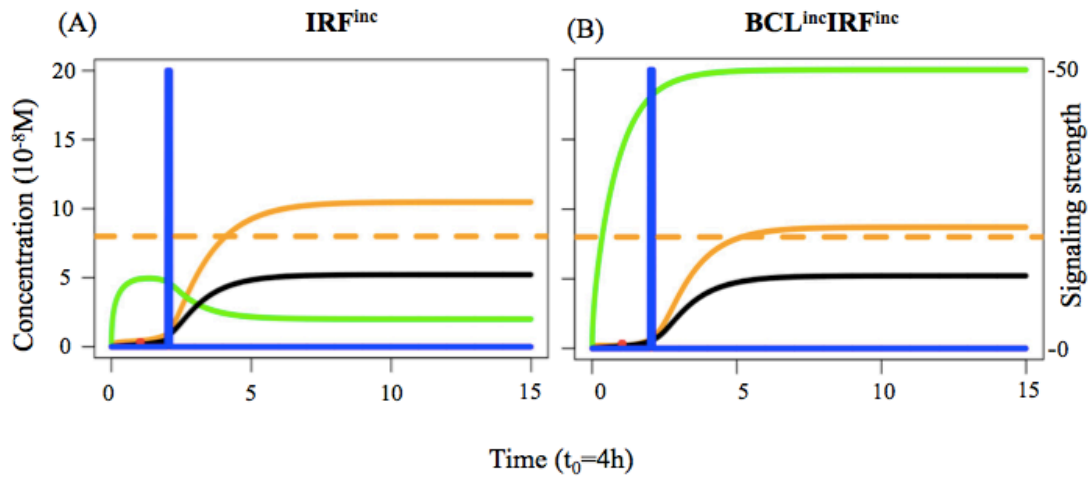 (A) IRFⁱⁿᶜ
(B) BCLⁱⁿᶜIRFⁱⁿᶜ
Concentration (10⁻⁸M)
20
15
10
5
0
0 5 10 15
0 5 10 15
-50
-0
Signaling strength
Time (t₀=4h)